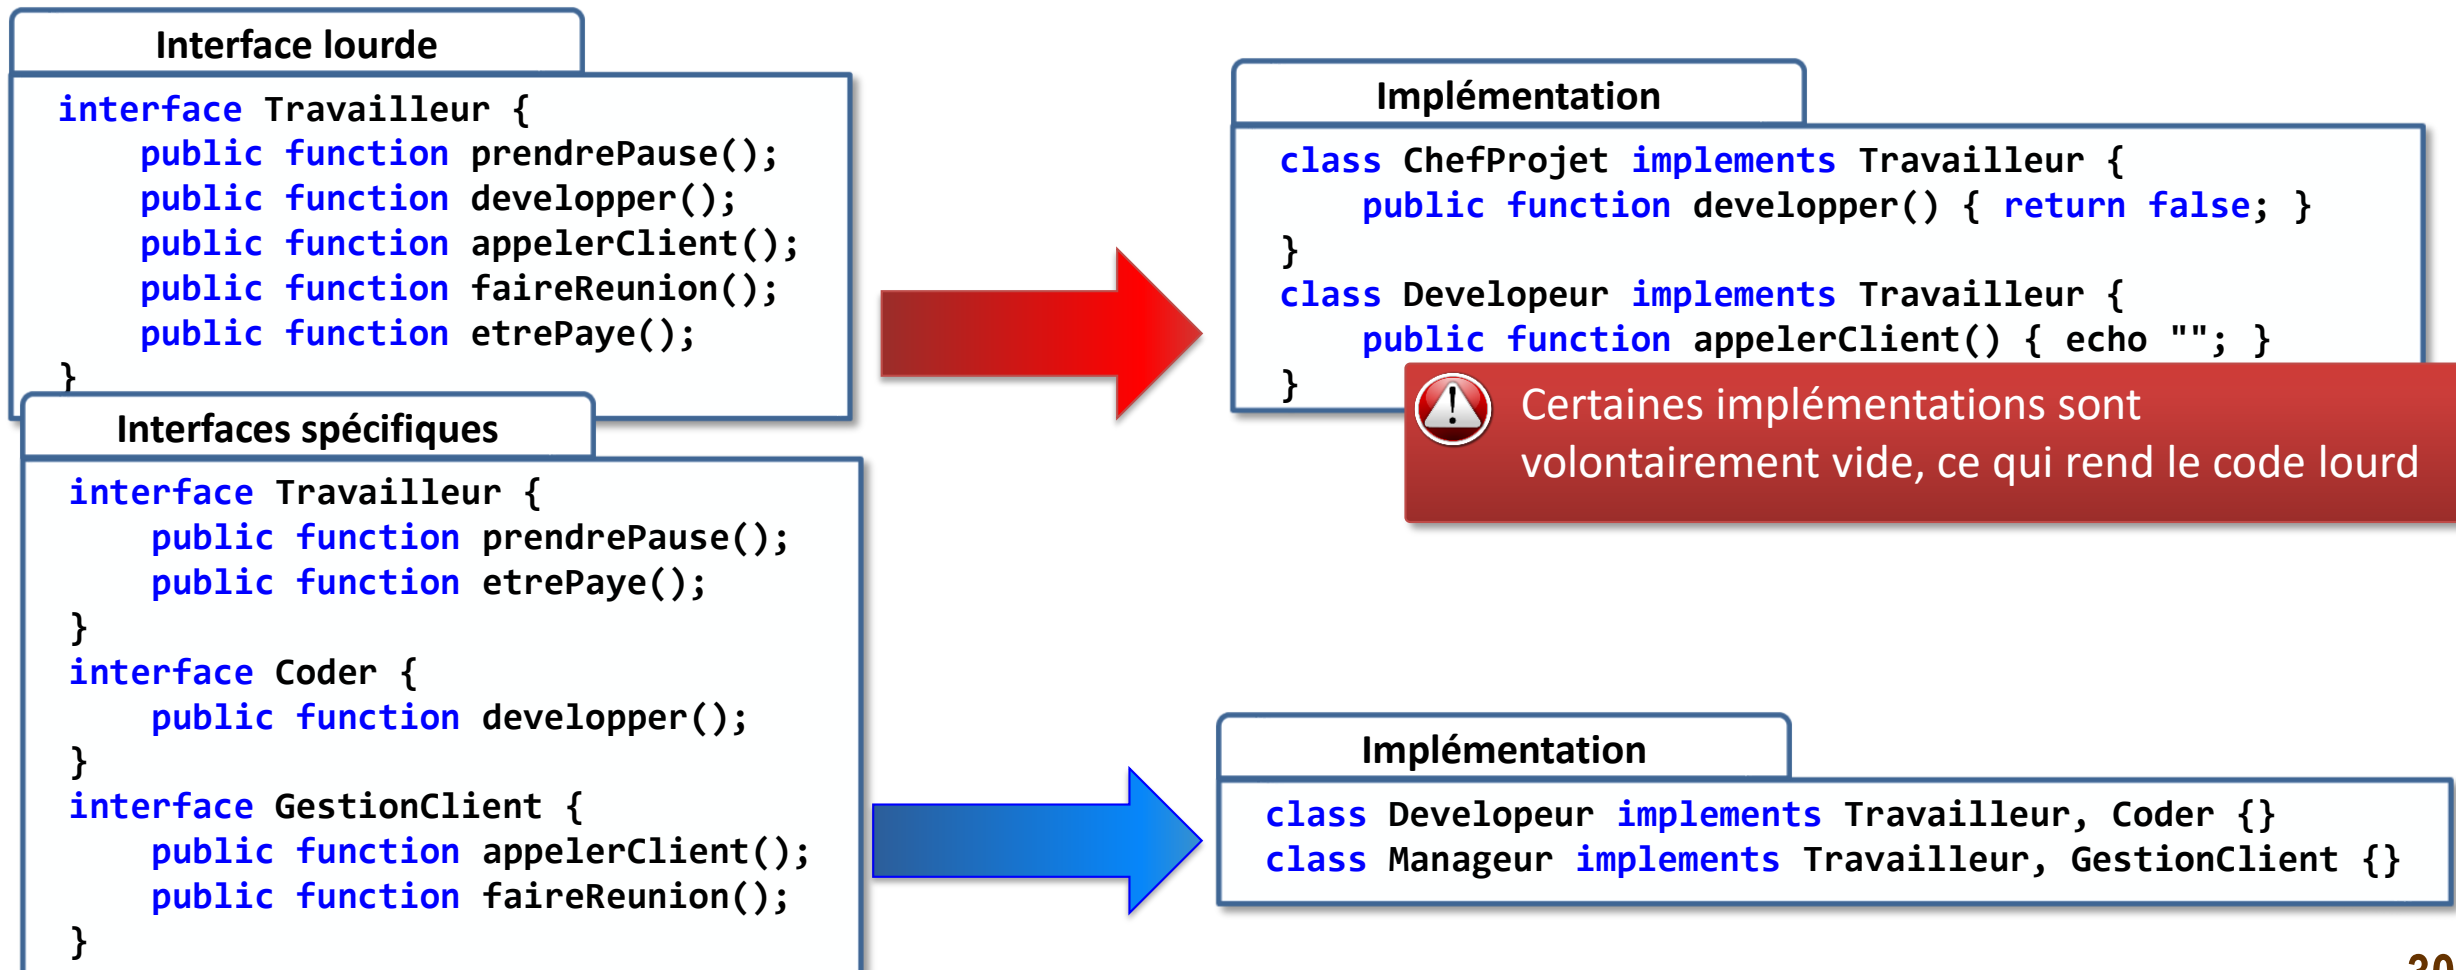 Interface lourde
interface Travailleur {
public function prendrePause();
public function developper();
public function appelerClient();
public function faireReunion();
public function etrePaye();
}
Implémentation
class ChefProjet implements Travailleur {
public function developper() { return false; }
}
class Developeur implements Travailleur {
public function appelerClient() { echo ""; }
}
Certaines implémentations sont
volontairement vide, ce qui rend le code lourd
Interfaces spécifiques
interface Travailleur {
public function prendrePause();
public function etrePaye();
}
interface Coder {
public function developper();
}
interface GestionClient {
public function appelerClient();
public function faireReunion();
}
Implémentation
class Developeur implements Travailleur, Coder {}
class Manageur implements Travailleur, GestionClient {}